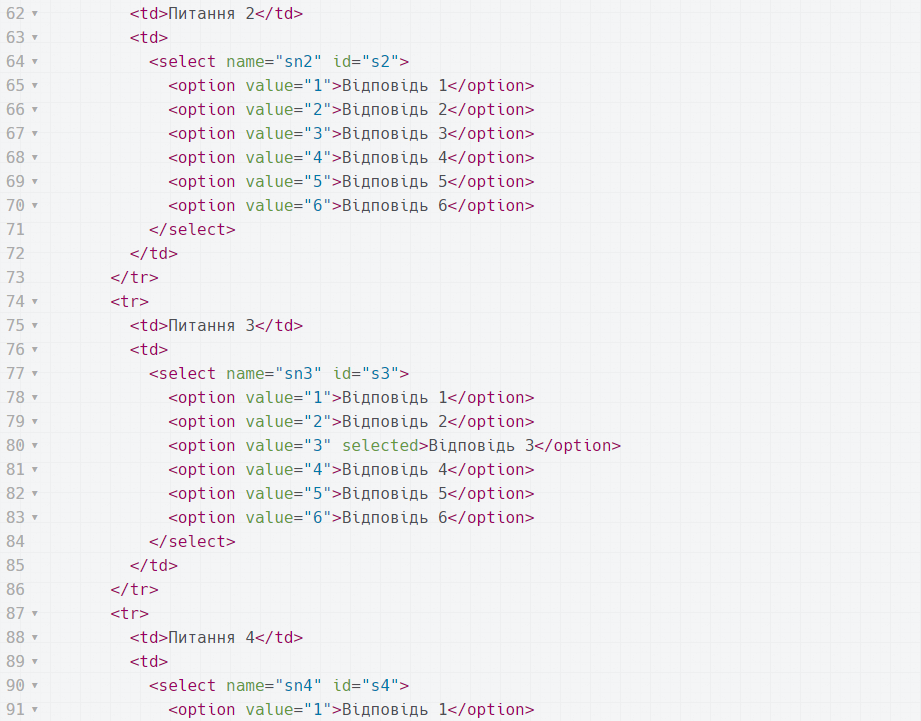 62 <td>Питання 2</td>
63 <td>
64 <select name="sn2" id="s2">
65 <option value="1">Відповідь 1</option>
66 <option value="2">Відповідь 2</option>
67 <option value="3">Відповідь 3</option>
68 <option value="4">Відповідь 4</option>
69 <option value="5">Відповідь 5</option>
70 <option value="6">Відповідь 6</option>
71 </select>
72 </td>
73 </tr>
74 <tr>
75 <td>Питання 3</td>
76 <td>
77 <select name="sn3" id="s3">
78 <option value="1">Відповідь 1</option>
79 <option value="2">Відповідь 2</option>
80 <option value="3" selected>Відповідь 3</option>
81 <option value="4">Відповідь 4</option>
82 <option value="5">Відповідь 5</option>
83 <option value="6">Відповідь 6</option>
84 </select>
85 </td>
86 </tr>
87 <tr>
88 <td>Питання 4</td>
89 <td>
90 <select name="sn4" id="s4">
91 <option value="1">Відповідь 1</option>